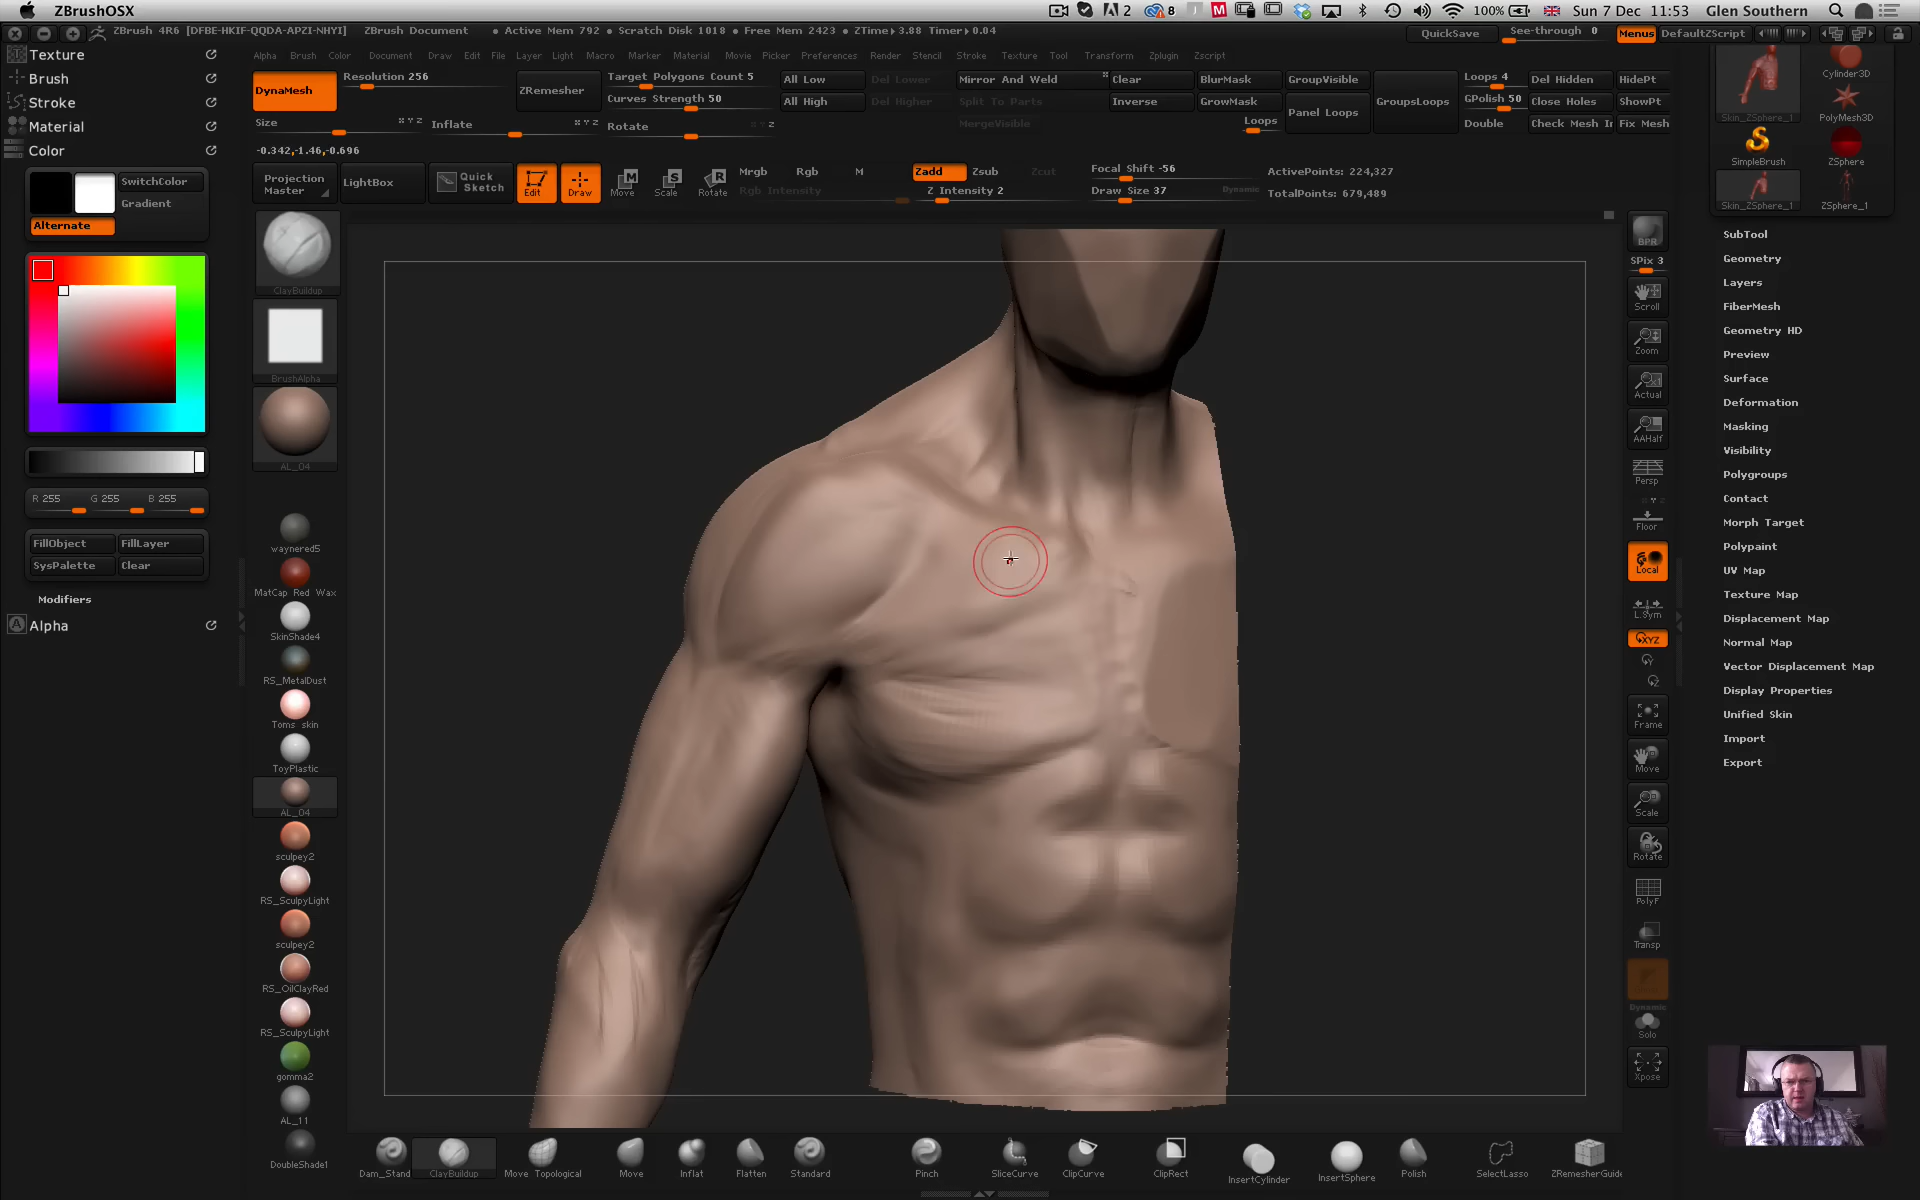 ZBrushOSX
2
8
100%
Sun 7 Dec 11:53
Glen Southern
ZBrush 4R6 [DFBE-HKIF-QQDA-APZI-NHYI]
ZBrush Document
• Active Mem 792 • Scratch Disk 1018 • Free Mem 2423 • ZTime▸3.88 Timer▸0.04
QuickSave
See-through 0
Menus
DefaultZScript
Alpha Brush Color Document Draw Edit File Layer Light Macro Marker Material Movie Picker Preferences Render Stencil Stroke Texture Tool Transform Zplugin Zscript
Texture
Brush
Stroke
Material
Color
SwitchColor
Gradient
Alternate
R 255
G 255
B 255
FillObject
FillLayer
SysPalette
Clear
Modifiers
Alpha
DynaMesh
Resolution 256
Size
Inflate
ZRemesher
Target Polygons Count 5
Curves Strength 50
Rotate
All Low
All High
Del Lower
Del Higher
Mirror And Weld
Split To Parts
MergeVisible
Clear
Inverse
BlurMask
GrowMask
Loops
GroupVisible
Panel Loops
GroupsLoops
Loops 4
GPolish 50
Double
Del Hidden
Close Holes
Check Mesh In
HidePt
ShowPt
Fix Mesh
-0.342,-1.46,-0.696
Projection Master
LightBox
Quick Sketch
Edit
Draw
Move
Scale
Rotate
Mrgb
Rgb
M
Rgb Intensity
Zadd
Zsub
Zcut
Z Intensity 2
Focal Shift -56
Draw Size 37
Dynamic
ActivePoints: 224,327
TotalPoints: 679,489
ClayBuildup
BrushAlpha
AL_04
waynered5
MatCap Red Wax
SkinShade4
RS_MetalDust
Toms skin
ToyPlastic
AL_04
sculpey2
RS_SculpyLight
sculpey2
RS_OilClayRed
RS_SculpyLight
gomma2
AL_11
DoubleShade1
BPR
SPix 3
Scroll
Zoom
Actual
AAHalf
Persp
Floor
Local
L.Sym
XYZ
Frame
Move
Scale
Rotate
PolyF
Transp
Dynamic
Solo
Xpose
Skin_ZSphere_1
Cylinder3D
PolyMesh3D
SimpleBrush
ZSphere
Skin_ZSphere_1
ZSphere_1
SubTool
Geometry
Layers
FiberMesh
Geometry HD
Preview
Surface
Deformation
Masking
Visibility
Polygroups
Contact
Morph Target
Polypaint
UV Map
Texture Map
Displacement Map
Normal Map
Vector Displacement Map
Display Properties
Unified Skin
Import
Export
Dam_Stand
ClayBuildup
Move Topological
Move
Inflat
Flatten
Standard
Pinch
SliceCurve
ClipCurve
ClipRect
InsertCylinder
InsertSphere
Polish
SelectLasso
ZRemesherGuide